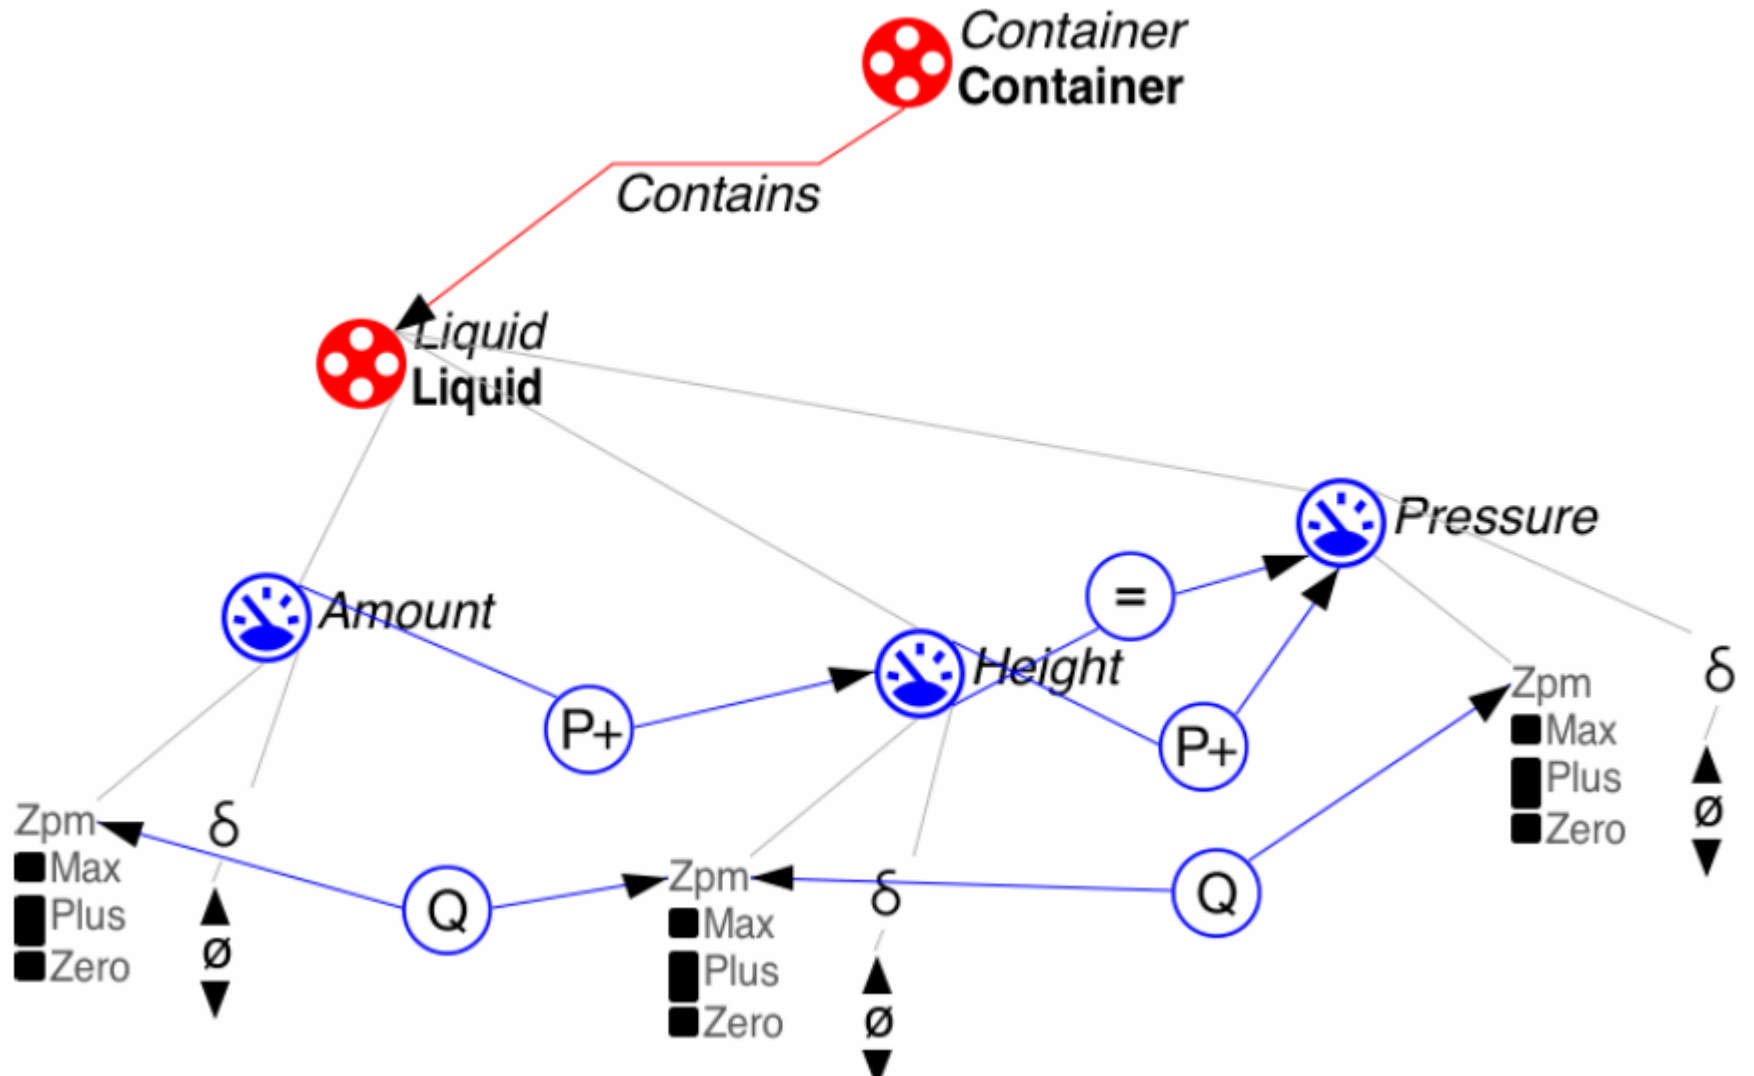 Container
Container
Contains
Liquid
Liquid
Pressure
=
Amount
Height
P+
P+
Zpm
δ
Max
Plus
Zero
ø
Zpm
δ
Max
Plus
Zero
ø
Q
Zpm
δ
Max
Plus
Zero
ø
Q